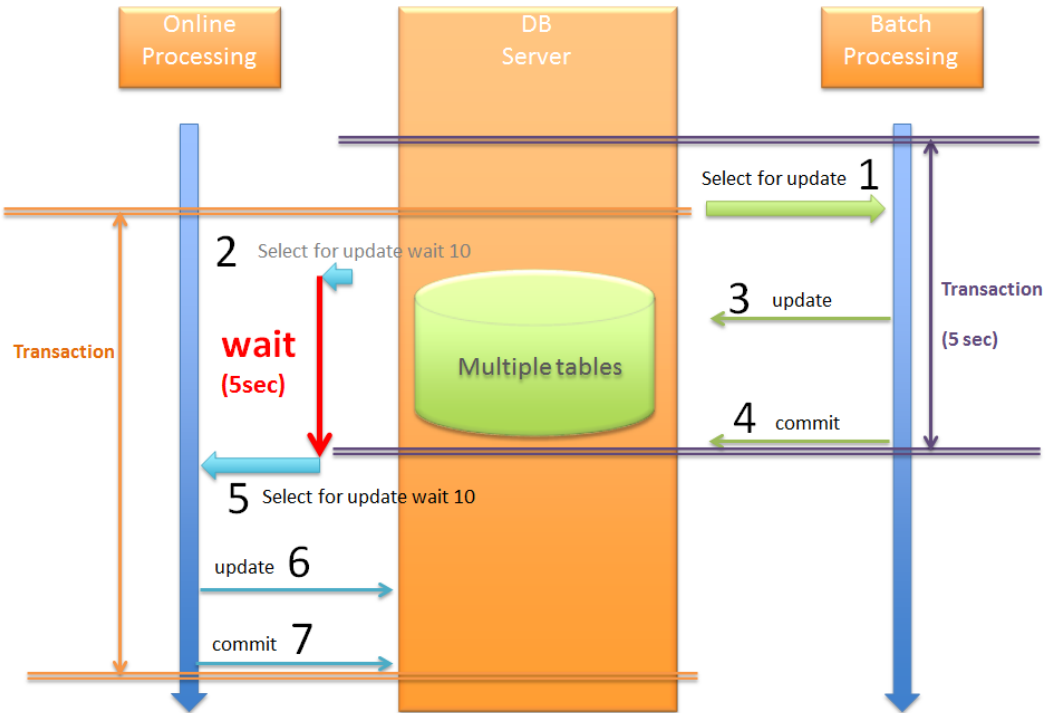 Online
Processing
DB
Server
Batch
Processing
Select for update 1
2 Select for update wait 10
3 update
Transaction
(5 sec)
Transaction
wait
(5sec)
Multiple tables
4 commit
5 Select for update wait 10
update 6
commit 7